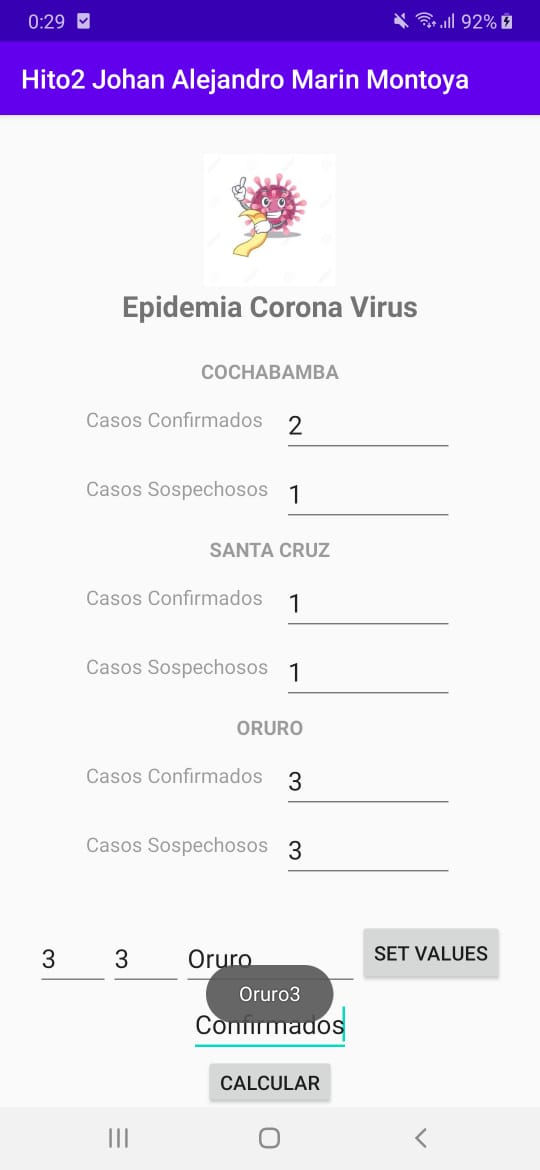 0:29 92%
Hito2 Johan Alejandro Marin Montoya
Epidemia Corona Virus
COCHABAMBA
Casos Confirmados 2
Casos Sospechosos 1
SANTA CRUZ
Casos Confirmados 1
Casos Sospechosos 1
ORURO
Casos Confirmados 3
Casos Sospechosos 3
3 3 Oruro SET VALUES
Oruro3
Confirmados
CALCULAR